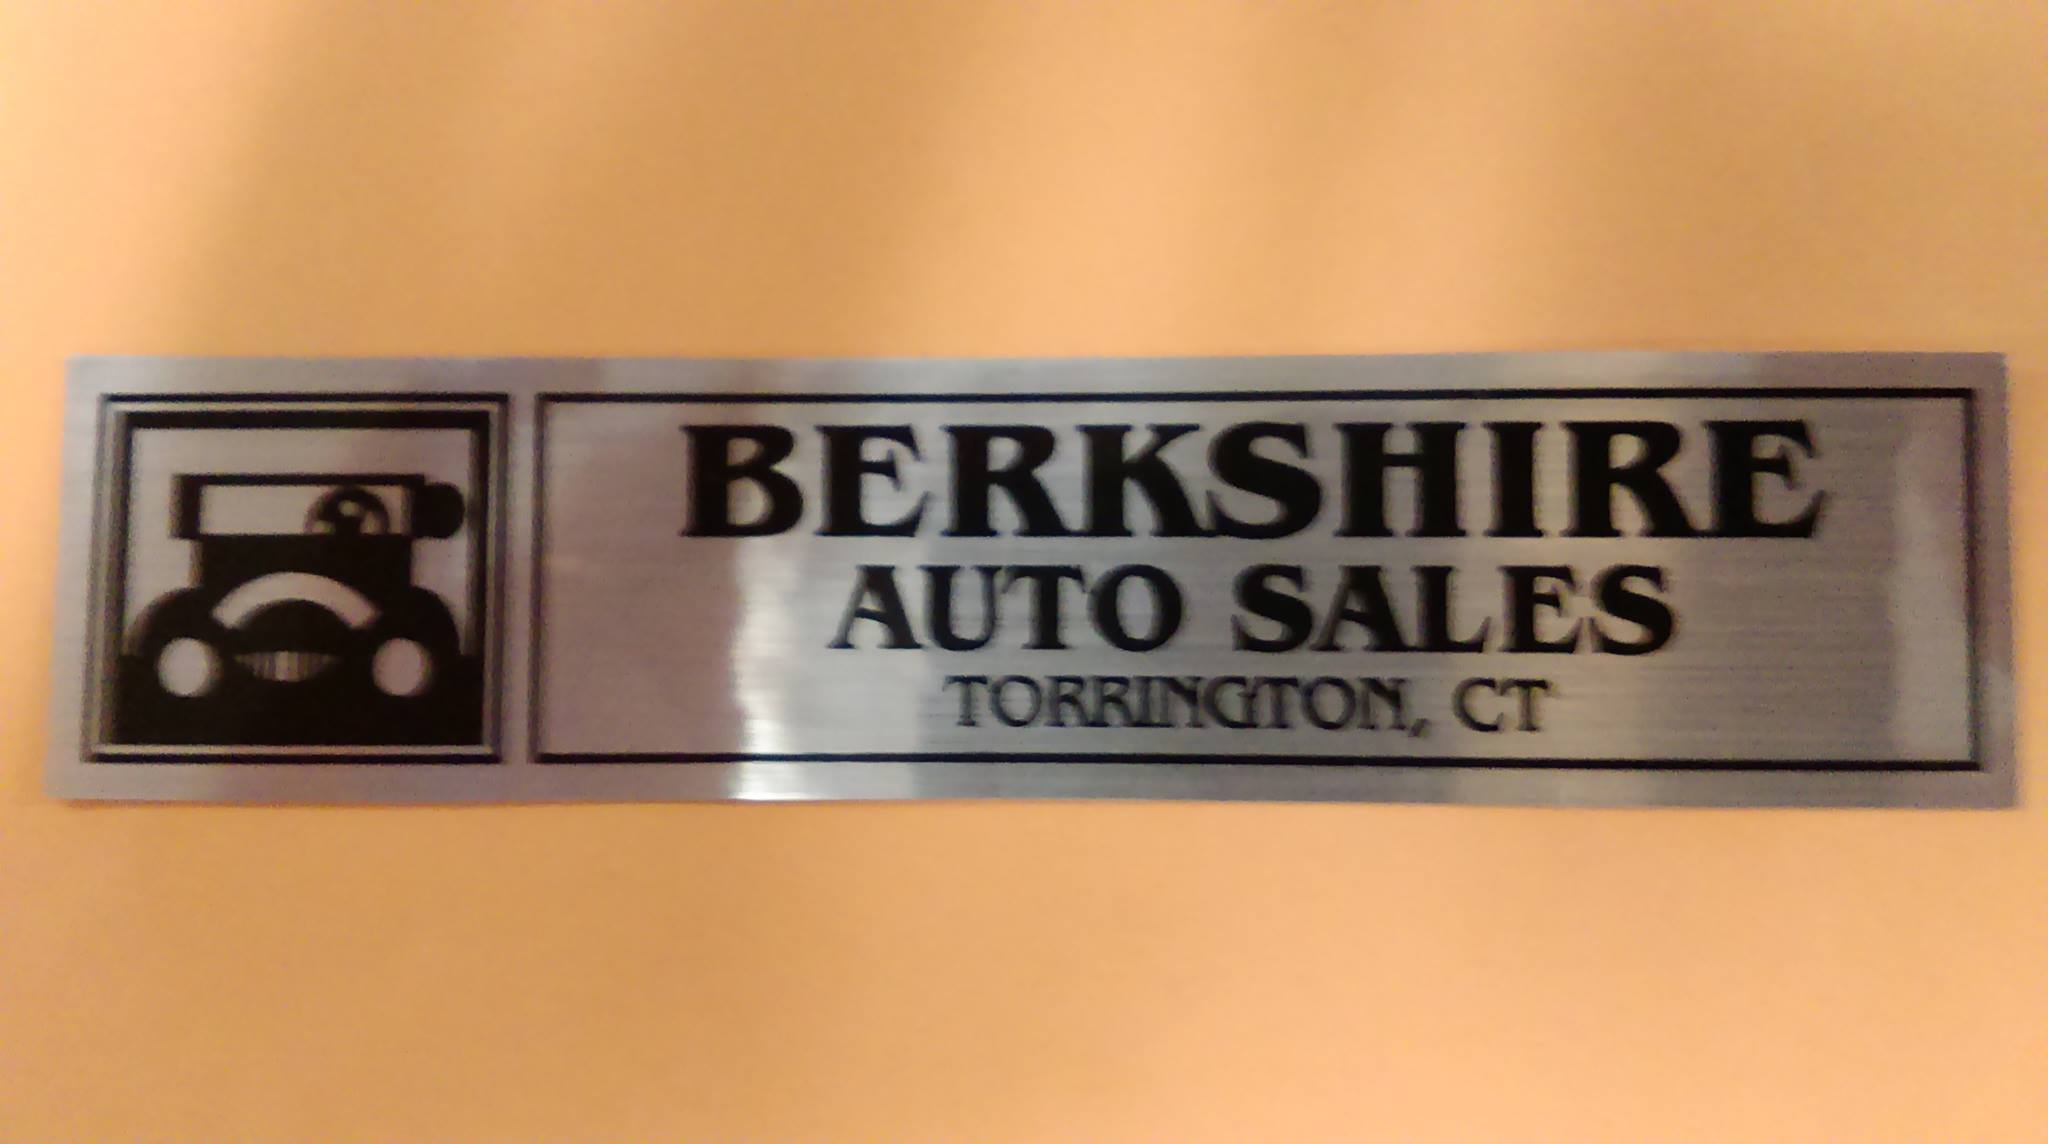 BERKSHIRE
AUTO SALES
TORRINGTON, CT